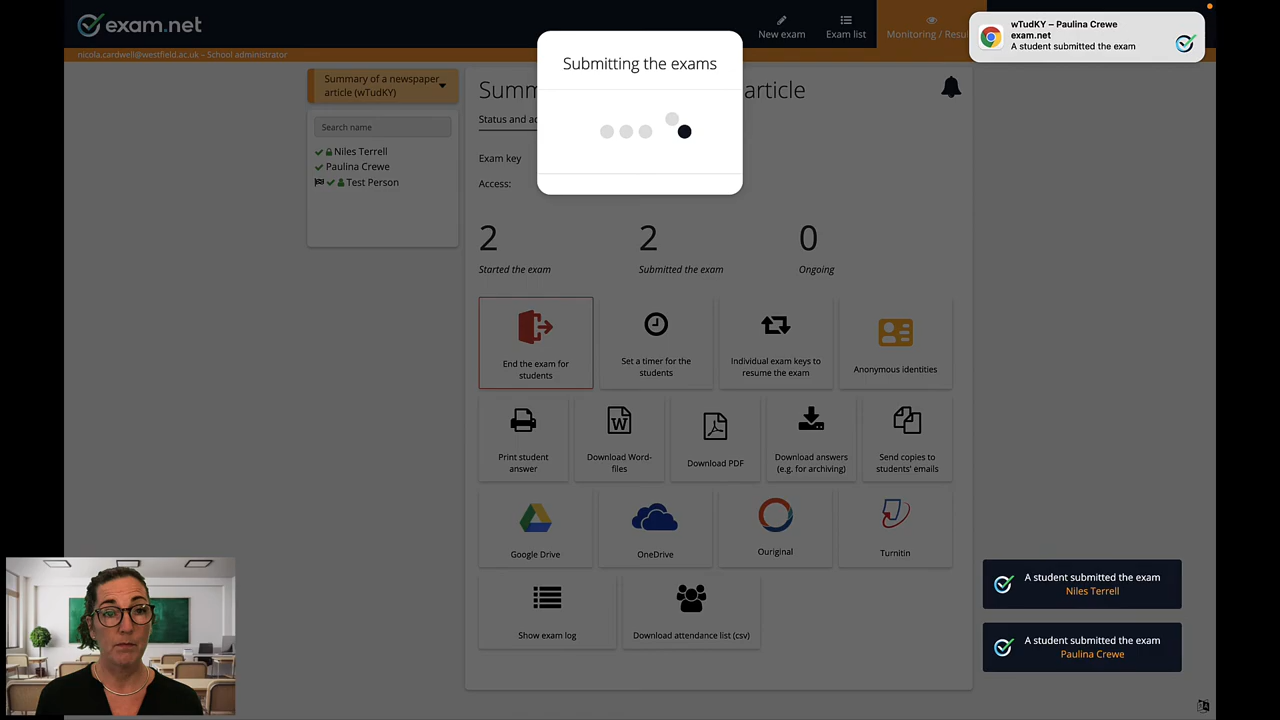 exam.net
New exam
Exam list
Monitoring / Resu
nicola.cardwell@westfield.ac.uk – School administrator
wTudKY – Paulina Crewe
exam.net
A student submitted the exam
Submitting the exams
Summary of a newspaper
article (wTudKY)
Search name
Niles Terrell
Paulina Crewe
Test Person
Summ
article
Status and ac
Exam key
Access:
2
Started the exam
2
Submitted the exam
0
Ongoing
End the exam for
students
Set a timer for the
students
Individual exam keys to
resume the exam
Anonymous identities
Print student
answer
Download Word-
files
Download PDF
Download answers
(e.g. for archiving)
Send copies to
students' emails
Google Drive
OneDrive
Ouriginal
Turnitin
Show exam log
Download attendance list (csv)
A student submitted the exam
Niles Terrell
A student submitted the exam
Paulina Crewe